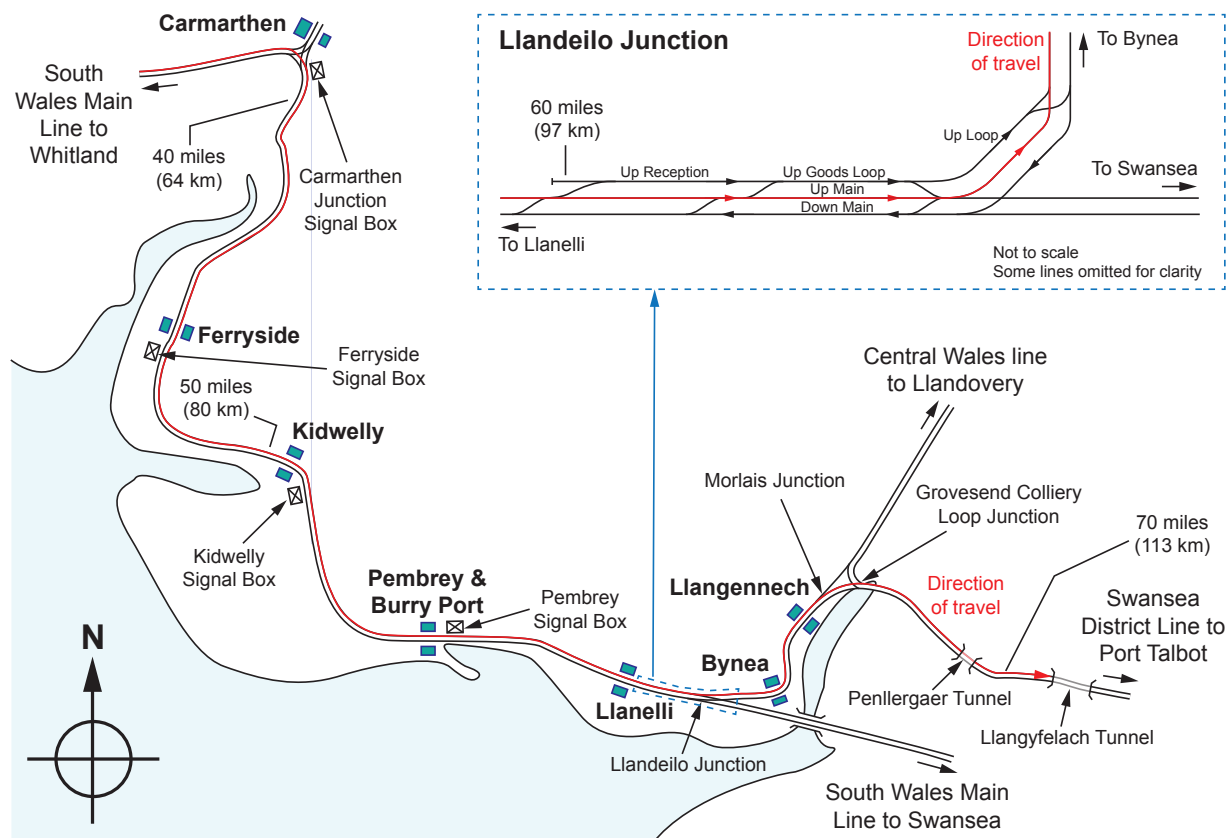 Carmarthen
South
Wales Main
Line to
Whitland
40 miles
(64 km)
Carmarthen
Junction
Signal Box
Llandeilo Junction
Direction
of travel
To Bynea
60 miles
(97 km)
Up Loop
Up Reception
Up Goods Loop
To Swansea
Up Main
Down Main
To Llanelli
Not to scale
Some lines omitted for clarity
Ferryside
Ferryside
Signal Box
50 miles
(80 km)
Kidwelly
Kidwelly
Signal Box
Central Wales line
to Llandovery
Morlais Junction
Grovesend Colliery
Loop Junction
70 miles
(113 km)
Pembrey &
Burry Port
Pembrey
Signal Box
Llangennech
Direction
of travel
Swansea
District Line to
Port Talbot
N
Bynea
Penllergaer Tunnel
Llanelli
Llangyfelach Tunnel
Llandeilo Junction
South Wales Main
Line to Swansea